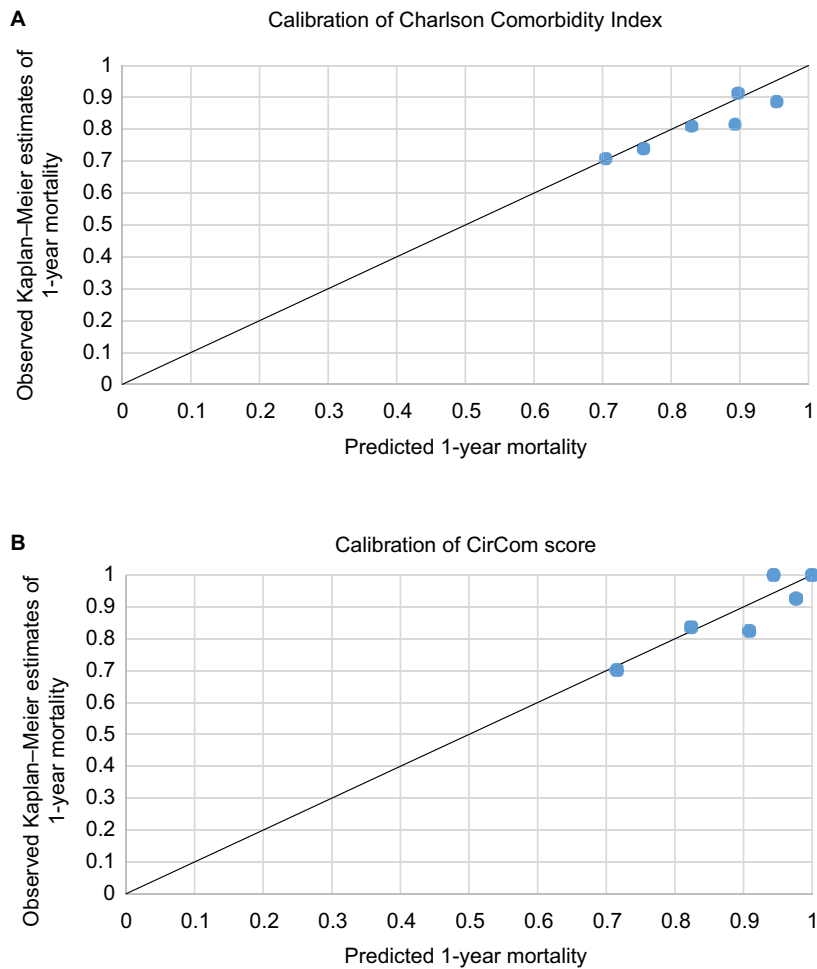 A
Calibration of Charlson Comorbidity Index
Observed Kaplan–Meier estimates of
1-year mortality
1
0.9
0.8
0.7
0.6
0.5
0.4
0.3
0.2
0.1
0
0 0.1 0.2 0.3 0.4 0.5 0.6 0.7 0.8 0.9 1
Predicted 1-year mortality
B
Calibration of CirCom score
Observed Kaplan–Meier estimates of
1-year mortality
1
0.9
0.8
0.7
0.6
0.5
0.4
0.3
0.2
0.1
0
0 0.1 0.2 0.3 0.4 0.5 0.6 0.7 0.8 0.9 1
Predicted 1-year mortality